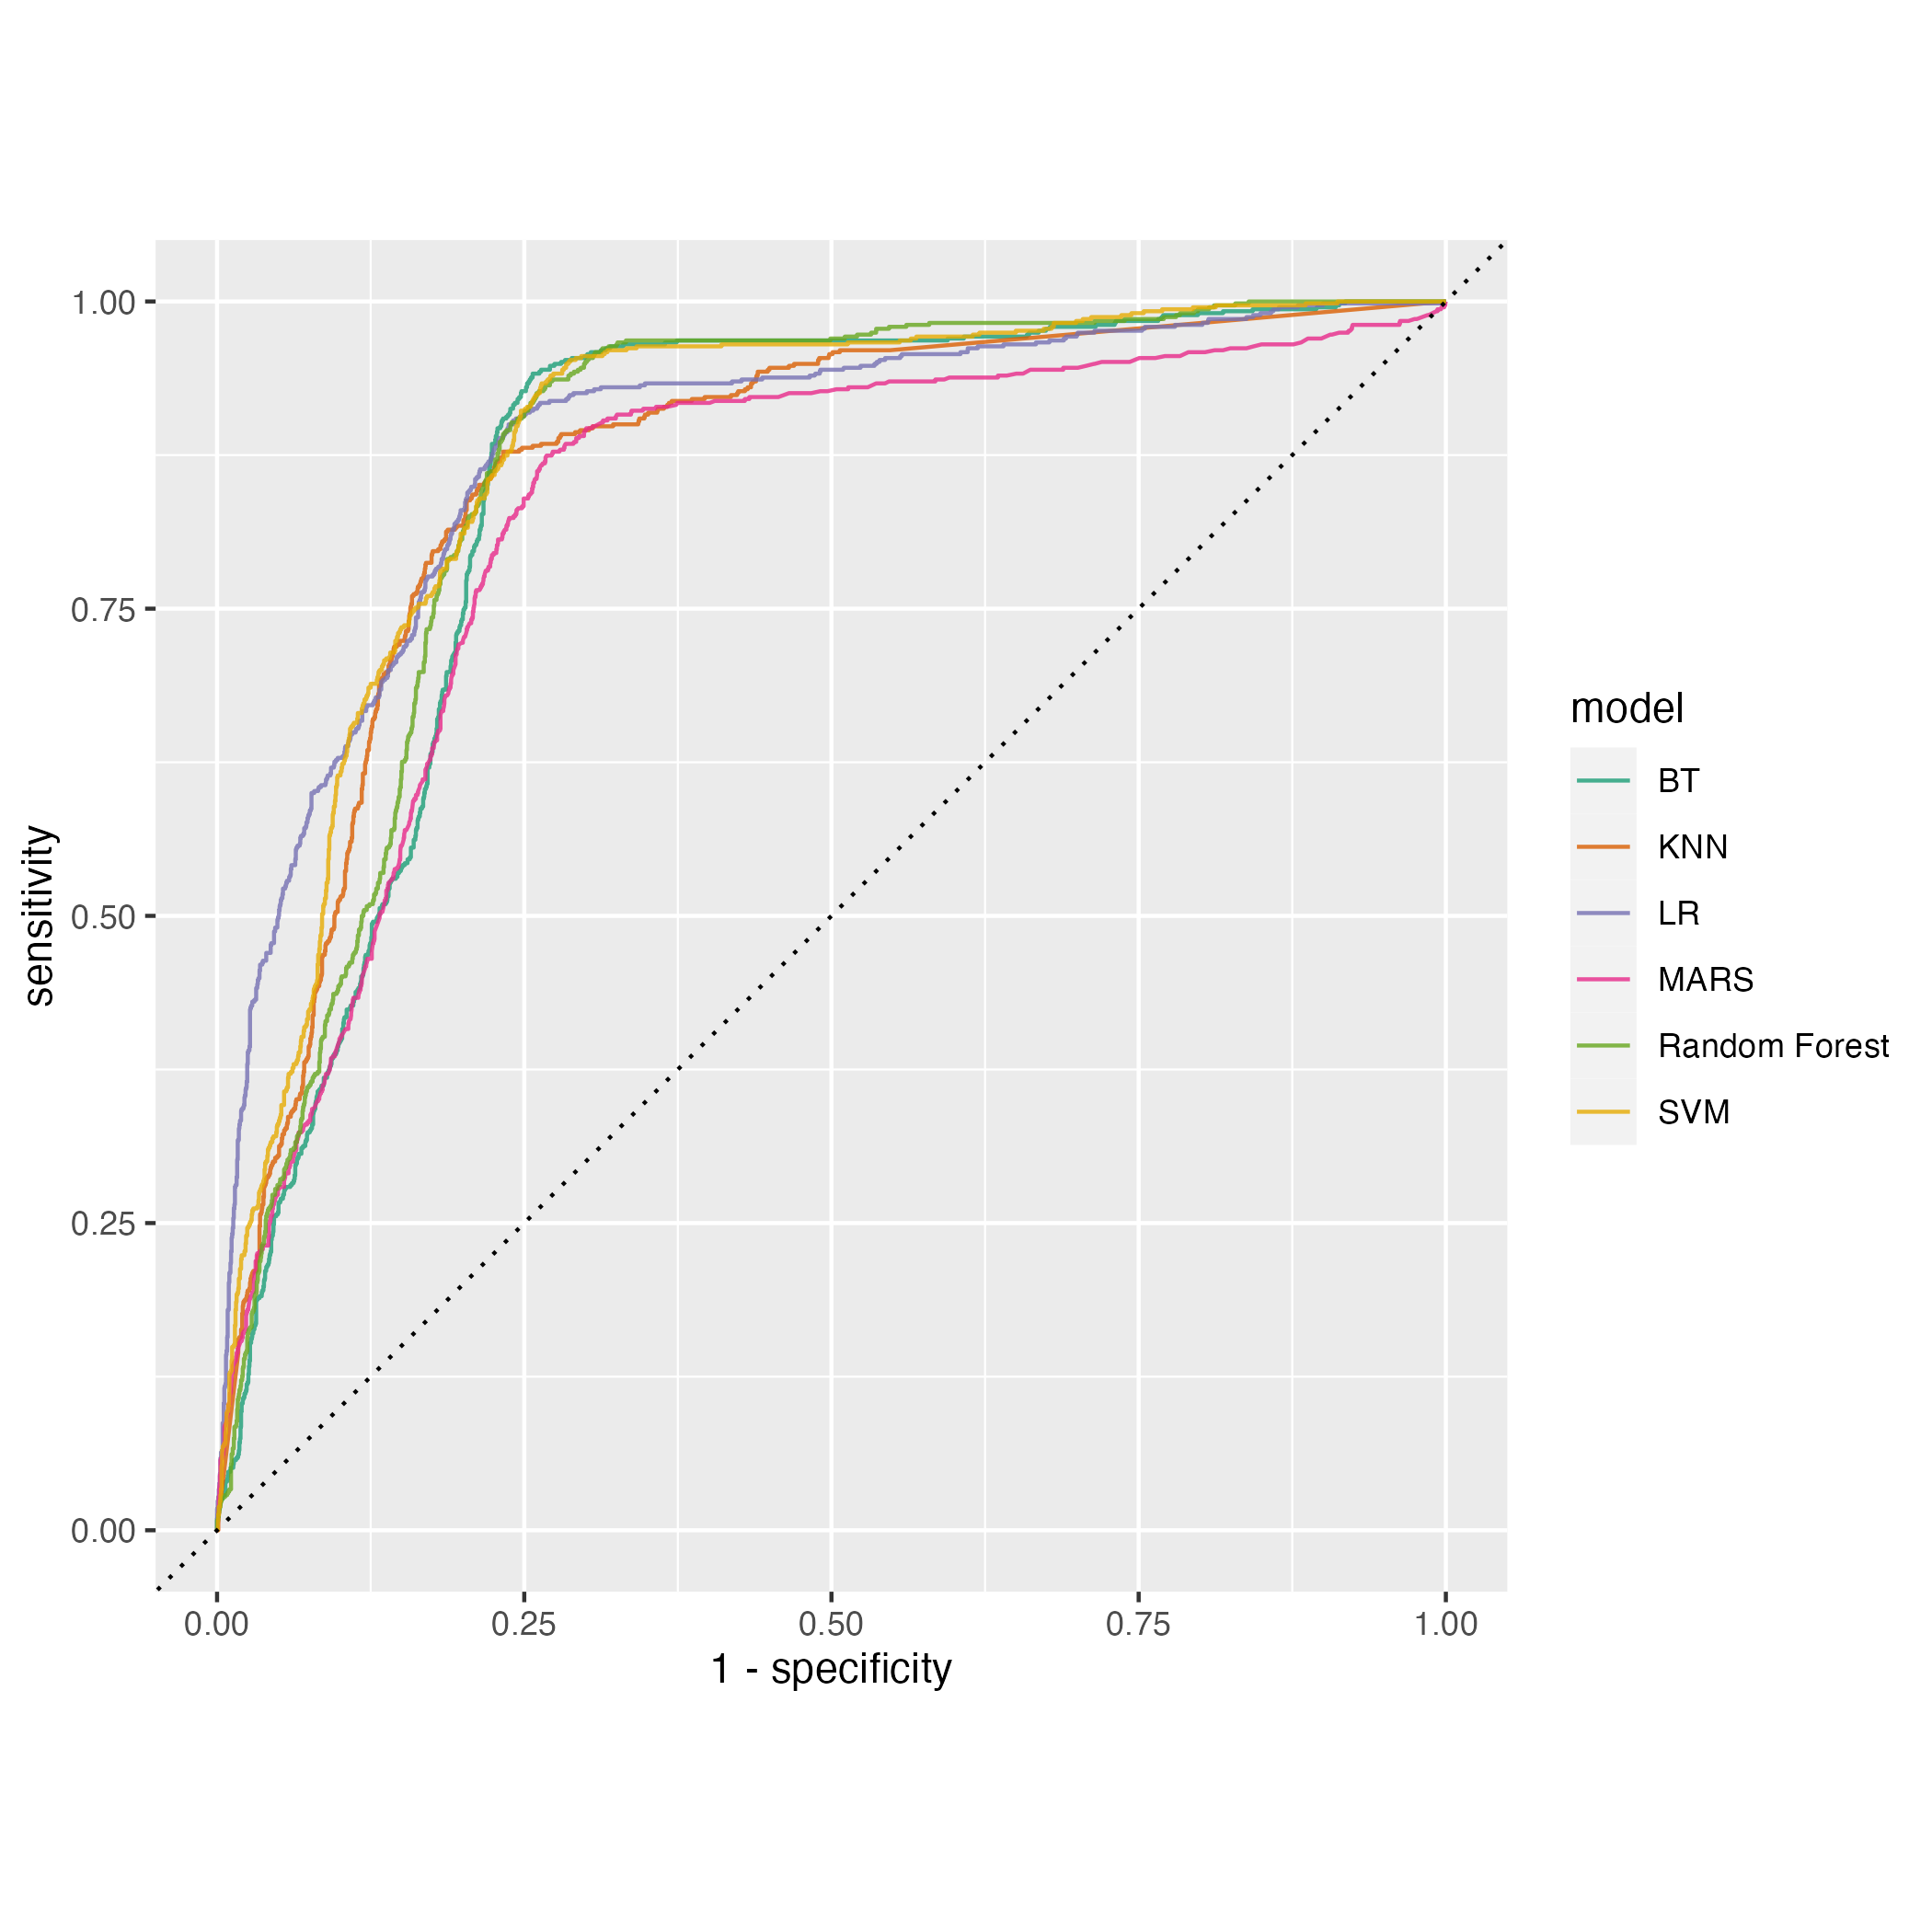 1.00
0.75
0.50
0.25
0.00
sensitivity
0.00 0.25 0.50 0.75 1.00
1 - specificity
model
BT
KNN
LR
MARS
Random Forest
SVM